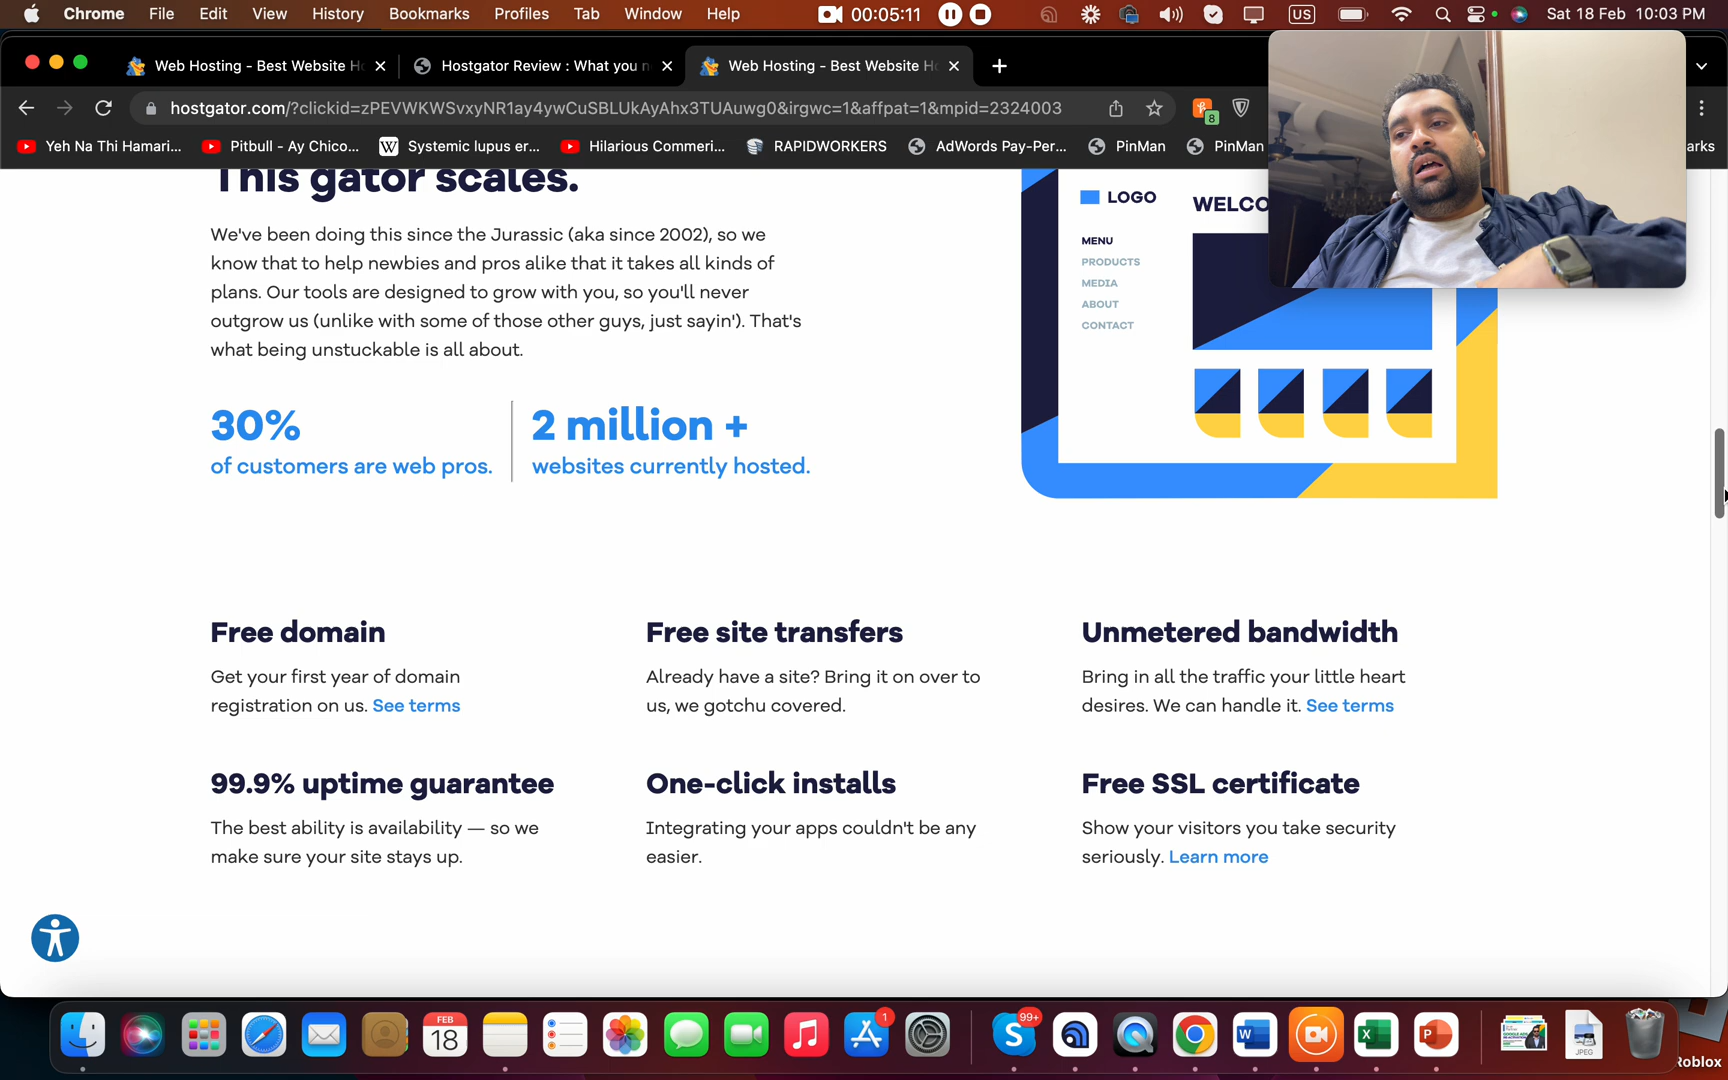 Chrome File Edit View History Bookmarks Profiles Tab Window Help 00:05:11 US Sat 18 Feb 10:03 PM
Web Hosting - Best Website H Hostgator Review : What you n Web Hosting - Best Website H
hostgator.com/?clickid=zPEVWKWSvxyNR1ay4ywCuSBLUkAyAhx3TUAuwg0&irgwc=1&affpat=1&mpid=2324003 8
Yeh Na Thi Hamari... Pitbull - Ay Chico... W Systemic lupus er... Hilarious Commeri... RAPIDWORKERS AdWords Pay-Per... PinMan PinMan arks
This gator scales.
We've been doing this since the Jurassic (aka since 2002), so we
know that to help newbies and pros alike that it takes all kinds of
plans. Our tools are designed to grow with you, so you'll never
outgrow us (unlike with some of those other guys, just sayin'). That's
what being unstuckable is all about.
30%
of customers are web pros.
2 million +
websites currently hosted.
LOGO
WELCO
MENU
PRODUCTS
MEDIA
ABOUT
CONTACT
Free domain
Get your first year of domain
registration on us. See terms
Free site transfers
Already have a site? Bring it on over to
us, we gotchu covered.
Unmetered bandwidth
Bring in all the traffic your little heart
desires. We can handle it. See terms
99.9% uptime guarantee
The best ability is availability — so we
make sure your site stays up.
One-click installs
Integrating your apps couldn't be any
easier.
Free SSL certificate
Show your visitors you take security
seriously. Learn more
FEB
18
1
S
99+
W
X
P
JPEG
Roblox